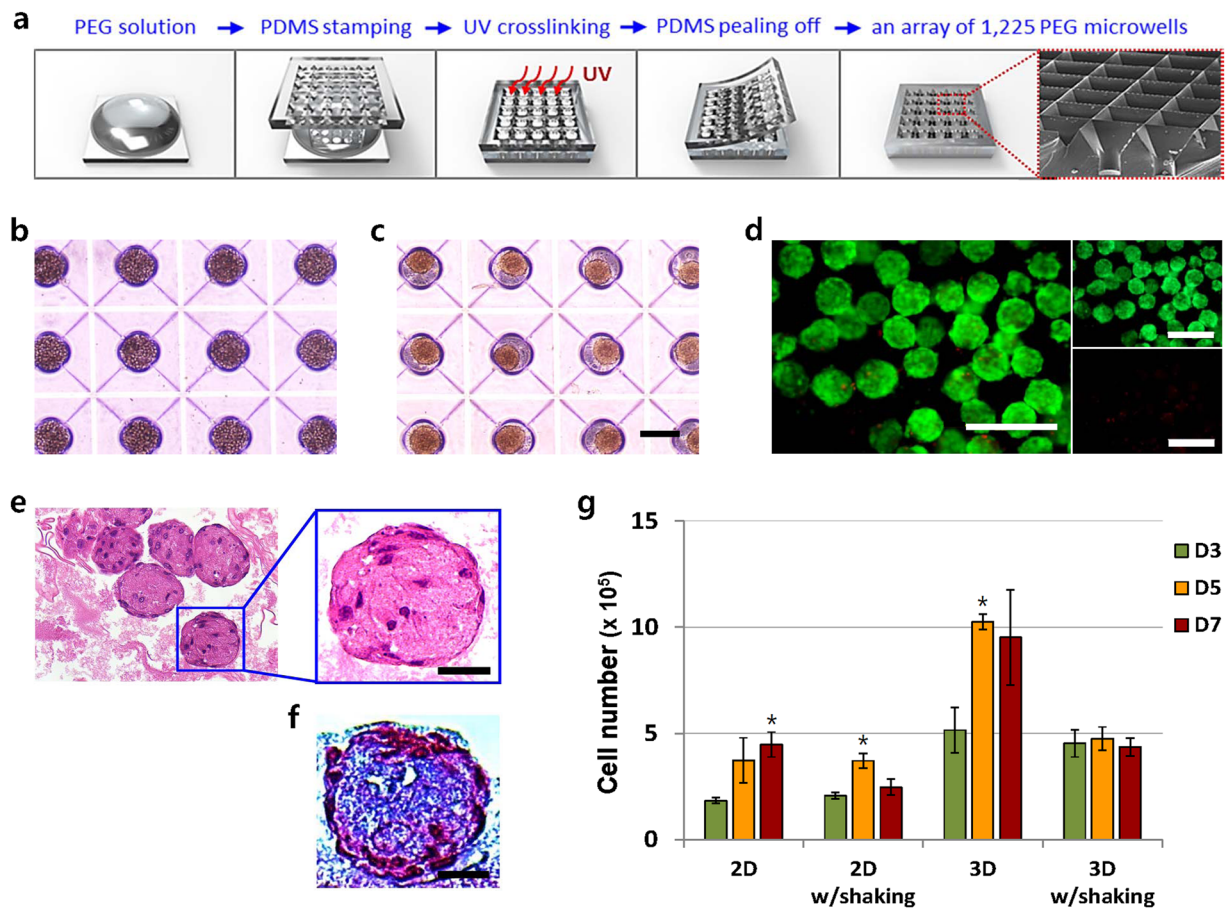 a
PEG solution → PDMS stamping → UV crosslinking → PDMS pealing off → an array of 1,225 PEG microwells
UV
b
c
d
e
f
g
Cell number (x 10⁵)
15
10
5
0
D3
D5
D7
*
*
*
2D
2D
w/shaking
3D
3D
w/shaking